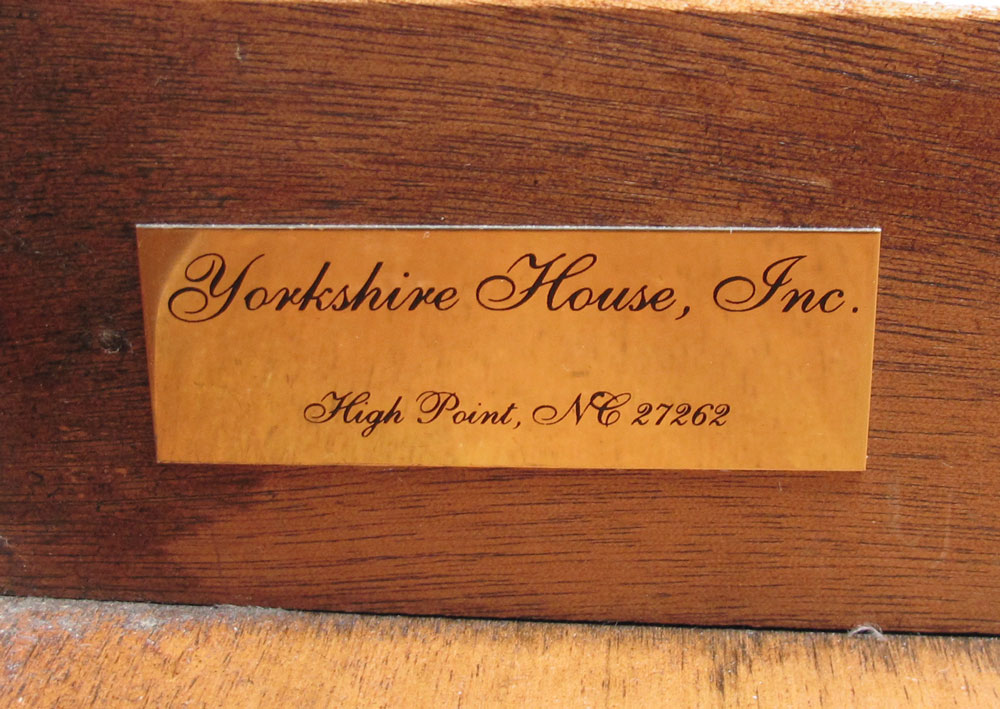 Yorkshire House, Inc.
High Point, NC 27262